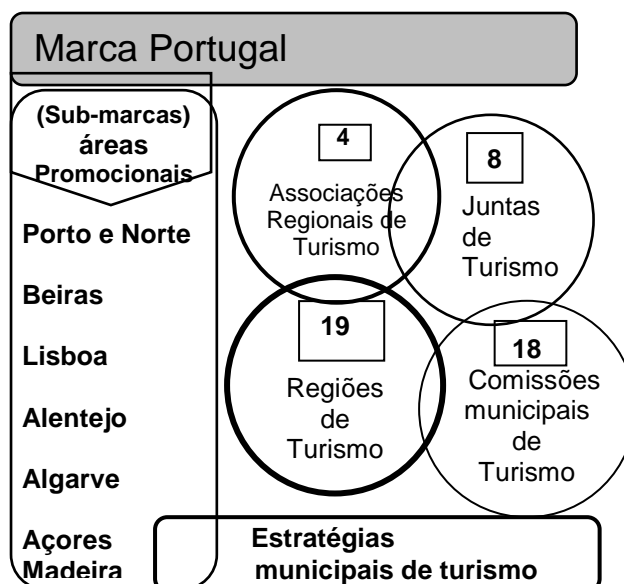 Marca Portugal
(Sub-marcas)
áreas
Promocionais
Porto e Norte
Beiras
Lisboa
Alentejo
Algarve
Açores
Madeira
4
Associações
Regionais de
Turismo
8
Juntas
de
Turismo
19
Regiões
de
Turismo
18
Comissões
municipais
de
Turismo
Estratégias
municipais de turismo